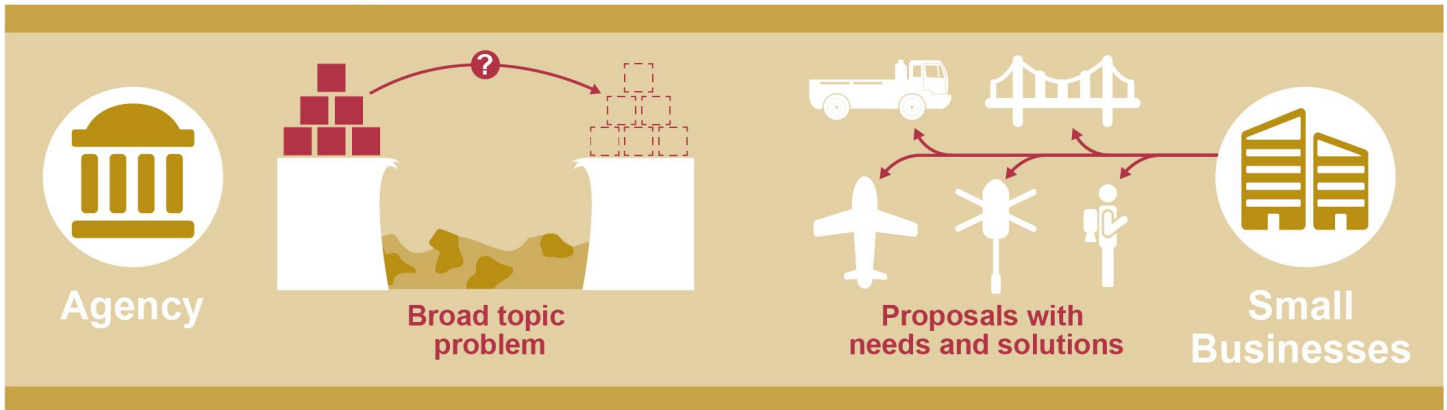 ?
Agency
Broad topic
problem
Proposals with
needs and solutions
Small
Businesses